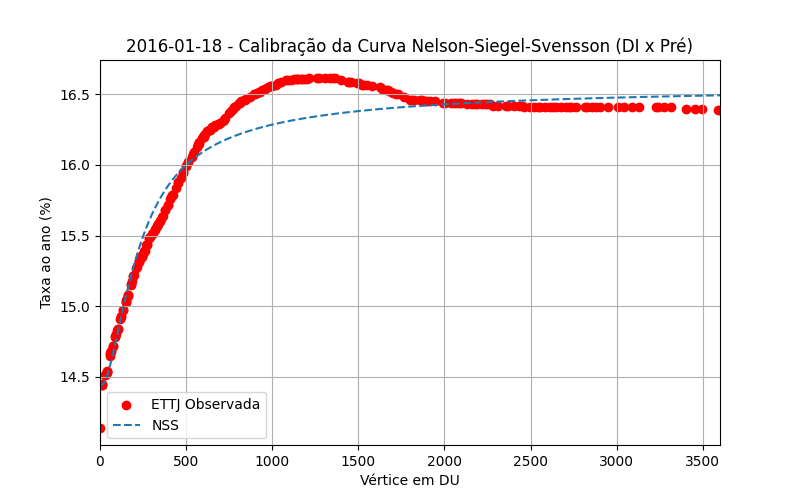 2016-01-18 - Calibração da Curva Nelson-Siegel-Svensson (DI x Pré)
Taxa ao ano (%)
16.5
16.0
15.5
15.0
14.5
ETTJ Observada
NSS
0 500 1000 1500 2000 2500 3000 3500
Vértice em DU